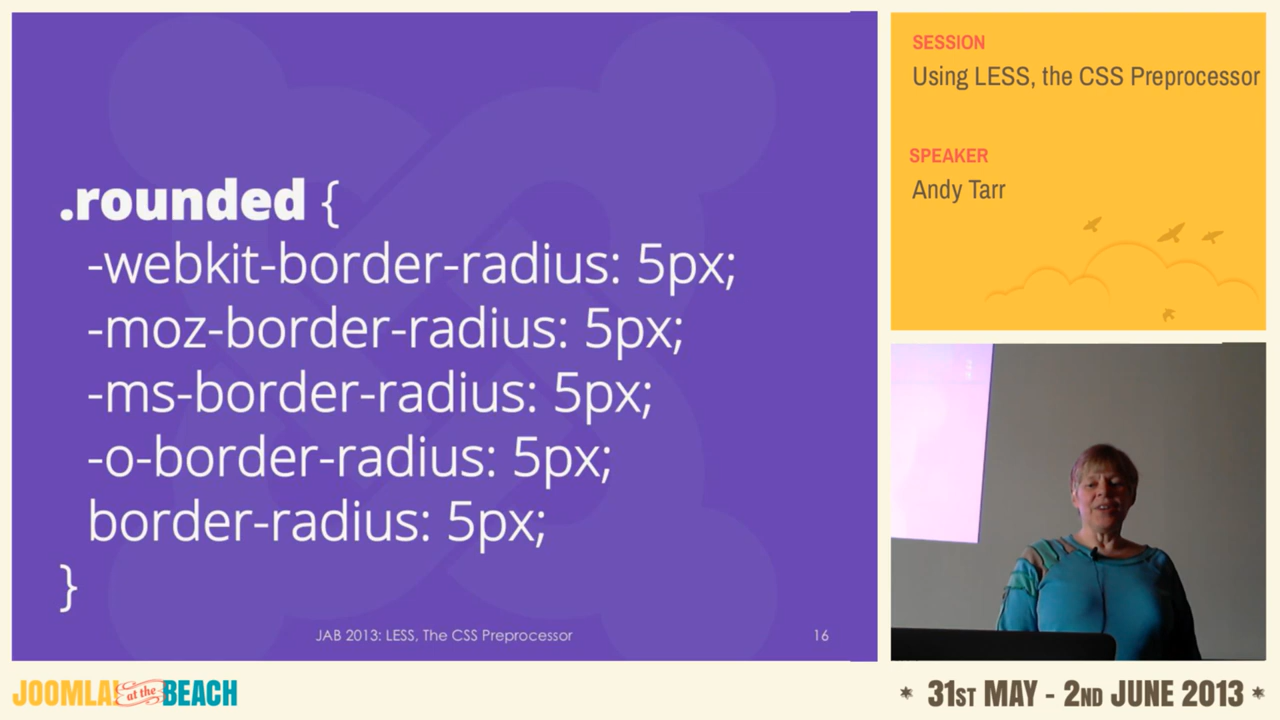 .rounded {
-webkit-border-radius: 5px;
-moz-border-radius: 5px;
-ms-border-radius: 5px;
-o-border-radius: 5px;
border-radius: 5px;
}
JAB 2013: LESS, The CSS Preprocessor
16
SESSION
Using LESS, the CSS Preprocessor
SPEAKER
Andy Tarr
JOOMLA! at the BEACH
* 31ST MAY - 2ND JUNE 2013 *